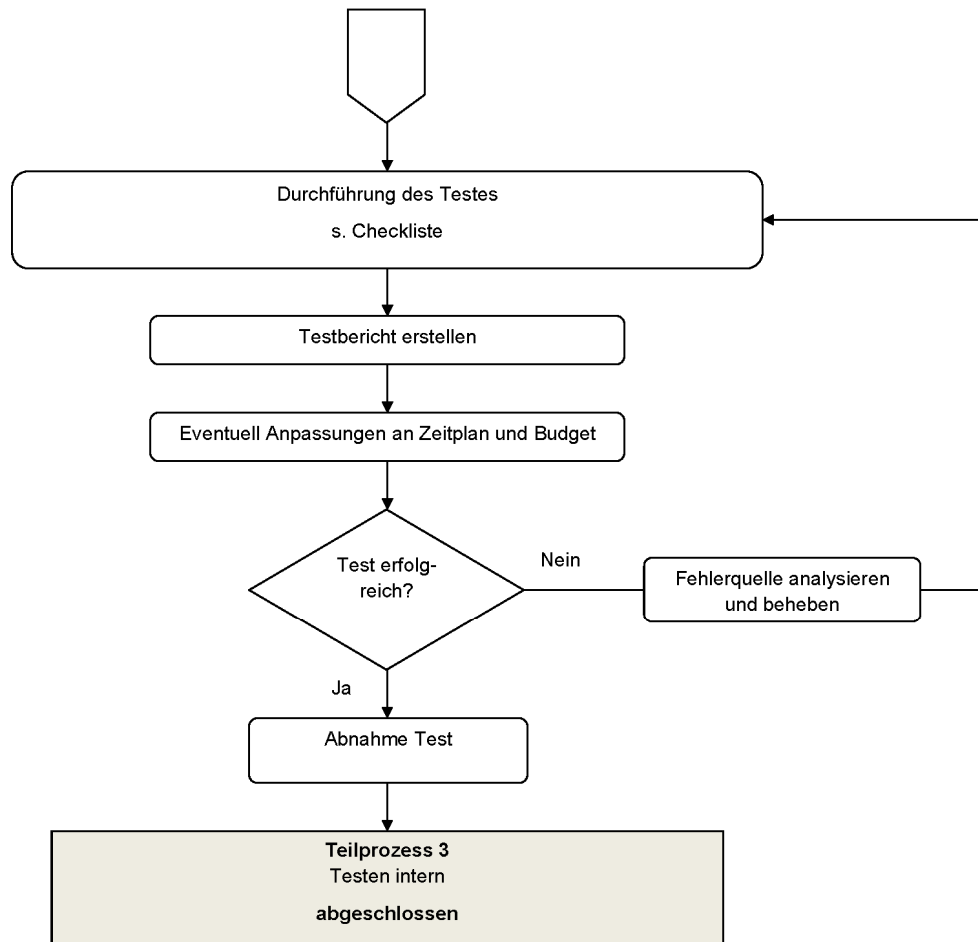 Durchführung des Testes
s. Checkliste
Testbericht erstellen
Eventuell Anpassungen an Zeitplan und Budget
Test erfolg-
reich?
Nein
Fehlerquelle analysieren
und beheben
Ja
Abnahme Test
Teilprozess 3
Testen intern
abgeschlossen